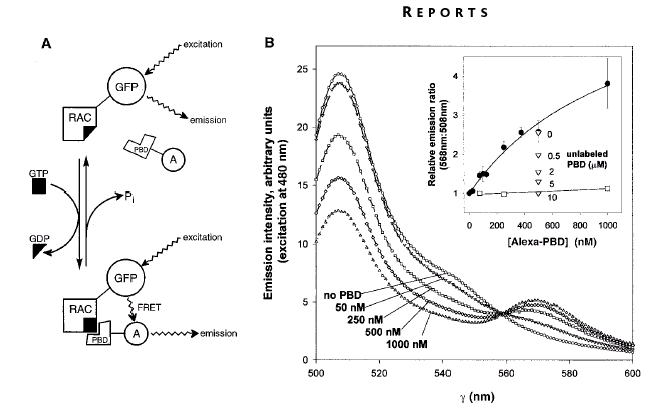 REPORTS
A
excitation
GFP
emission
RAC
PBD
A
GTP
Pi
GDP
excitation
GFP
RAC
FRET
PBD
A
emission
B
Emission intensity, arbitrary units
(excitation at 480 nm)
25
20
15
10
5
0
no PBD
50 nM
250 nM
500 nM
1000 nM
500
520
540
560
580
600
γ (nm)
Relative emission ratio
(568nm:508nm)
4
3
2
1
0
0.5
2
5
10
unlabeled
PBD (μM)
0
200
400
600
800
1000
[Alexa-PBD] (nM)